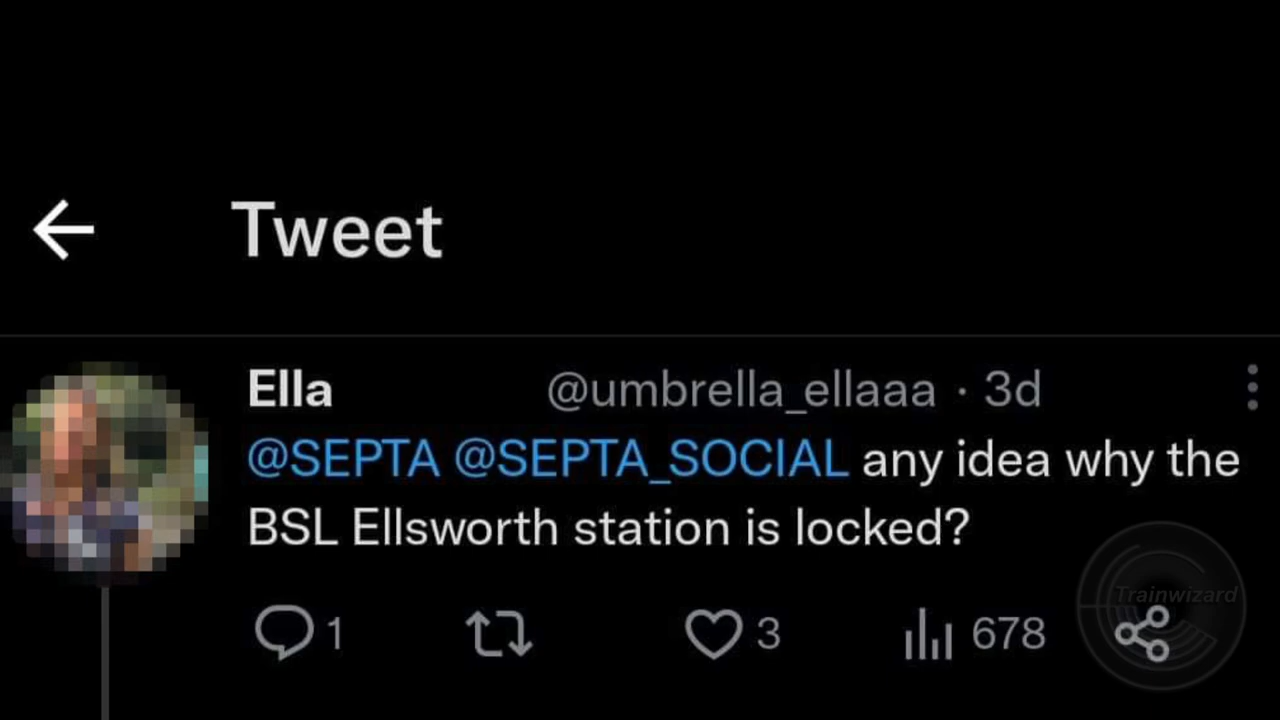 Tweet
Ella @umbrella_ellaaa · 3d
@SEPTA @SEPTA_SOCIAL any idea why the
BSL Ellsworth station is locked?
1 3 678
Trainwizard